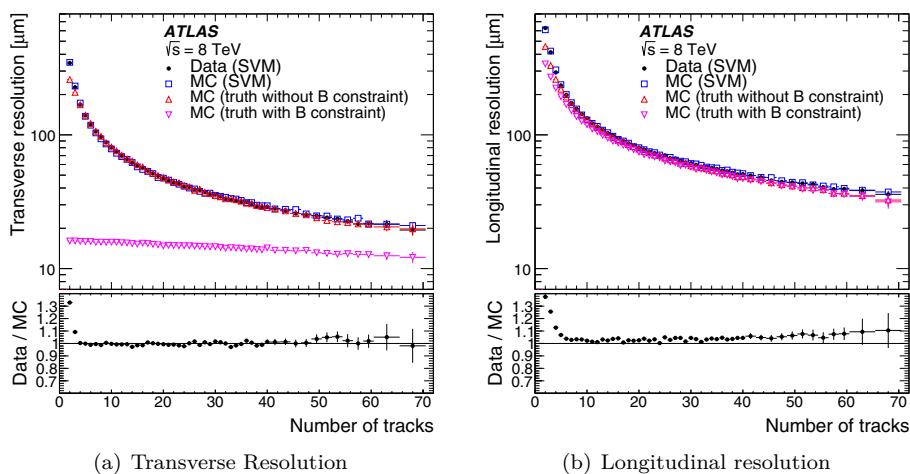 Transverse resolution [μm]
100
10
ATLAS
√s = 8 TeV
Data (SVM)
MC (SVM)
MC (truth without B constraint)
MC (truth with B constraint)
Data / MC
1.3
1.2
1.1
1
0.9
0.8
0.7
0 10 20 30 40 50 60 70
Number of tracks
(a) Transverse Resolution
Longitudinal resolution [μm]
100
10
ATLAS
√s = 8 TeV
Data (SVM)
MC (SVM)
MC (truth without B constraint)
MC (truth with B constraint)
Data / MC
1.3
1.2
1.1
1
0.9
0.8
0.7
0 10 20 30 40 50 60 70
Number of tracks
(b) Longitudinal resolution